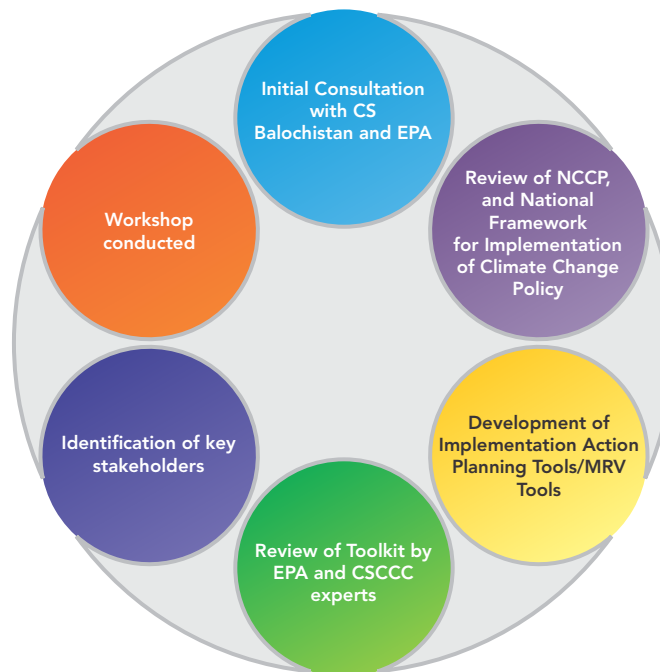 Initial Consultation
with CS
Balochistan and EPA
Review of NCCP,
and National
Framework
for Implementation
of Climate Change
Policy
Development of
Implementation Action
Planning Tools/MRV
Tools
Review of Toolkit by
EPA and CSCCC
experts
Identification of key
stakeholders
Workshop
conducted